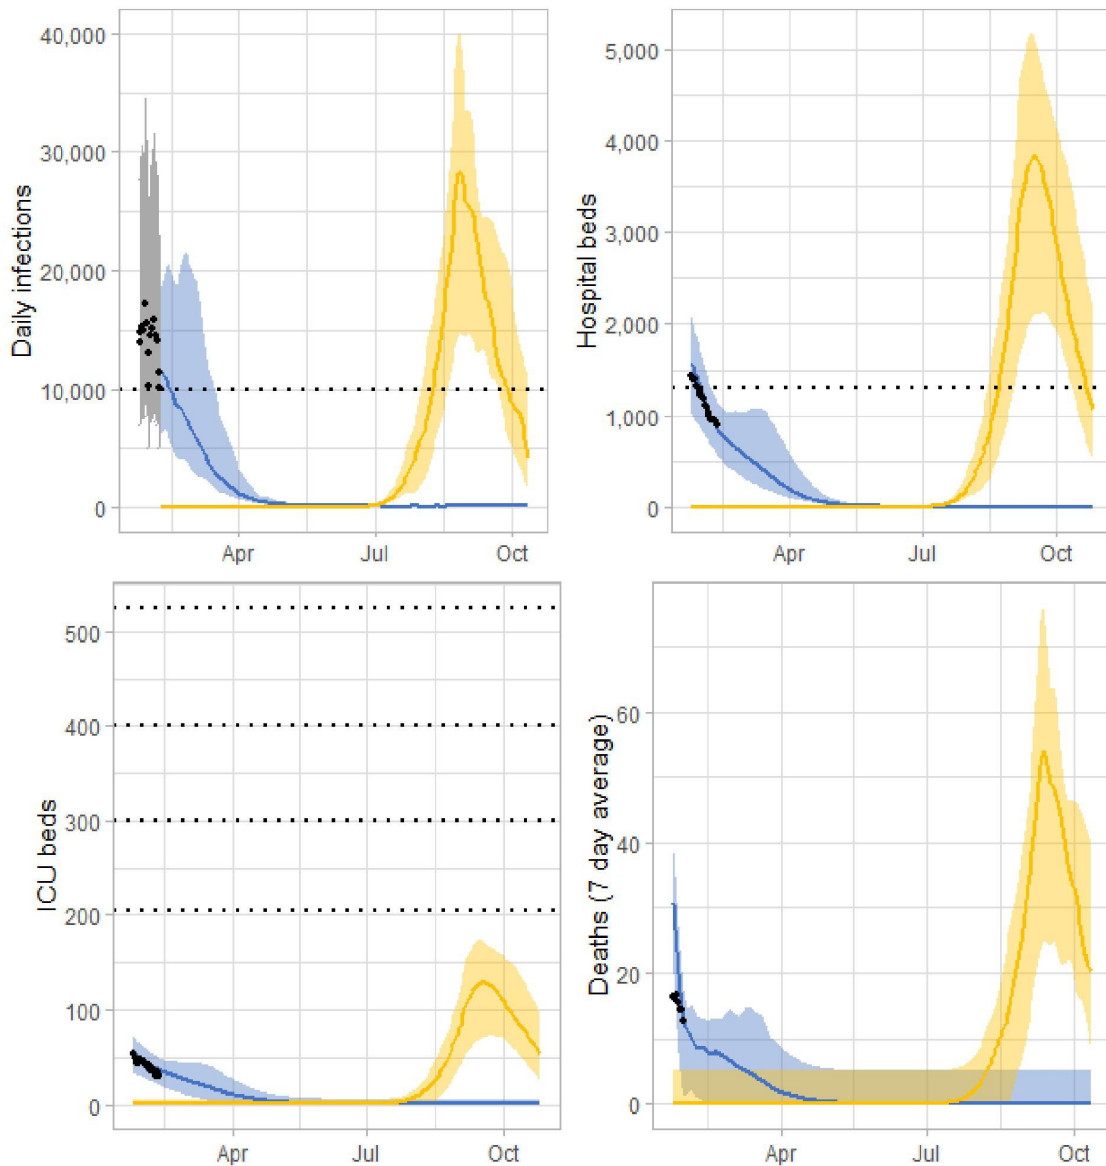 Daily infections
40,000
30,000
20,000
10,000
0
Apr Jul Oct
Hospital beds
5,000
4,000
3,000
2,000
1,000
0
Apr Jul Oct
ICU beds
500
400
300
200
100
0
Apr Jul Oct
Deaths (7 day average)
60
40
20
0
Apr Jul Oct